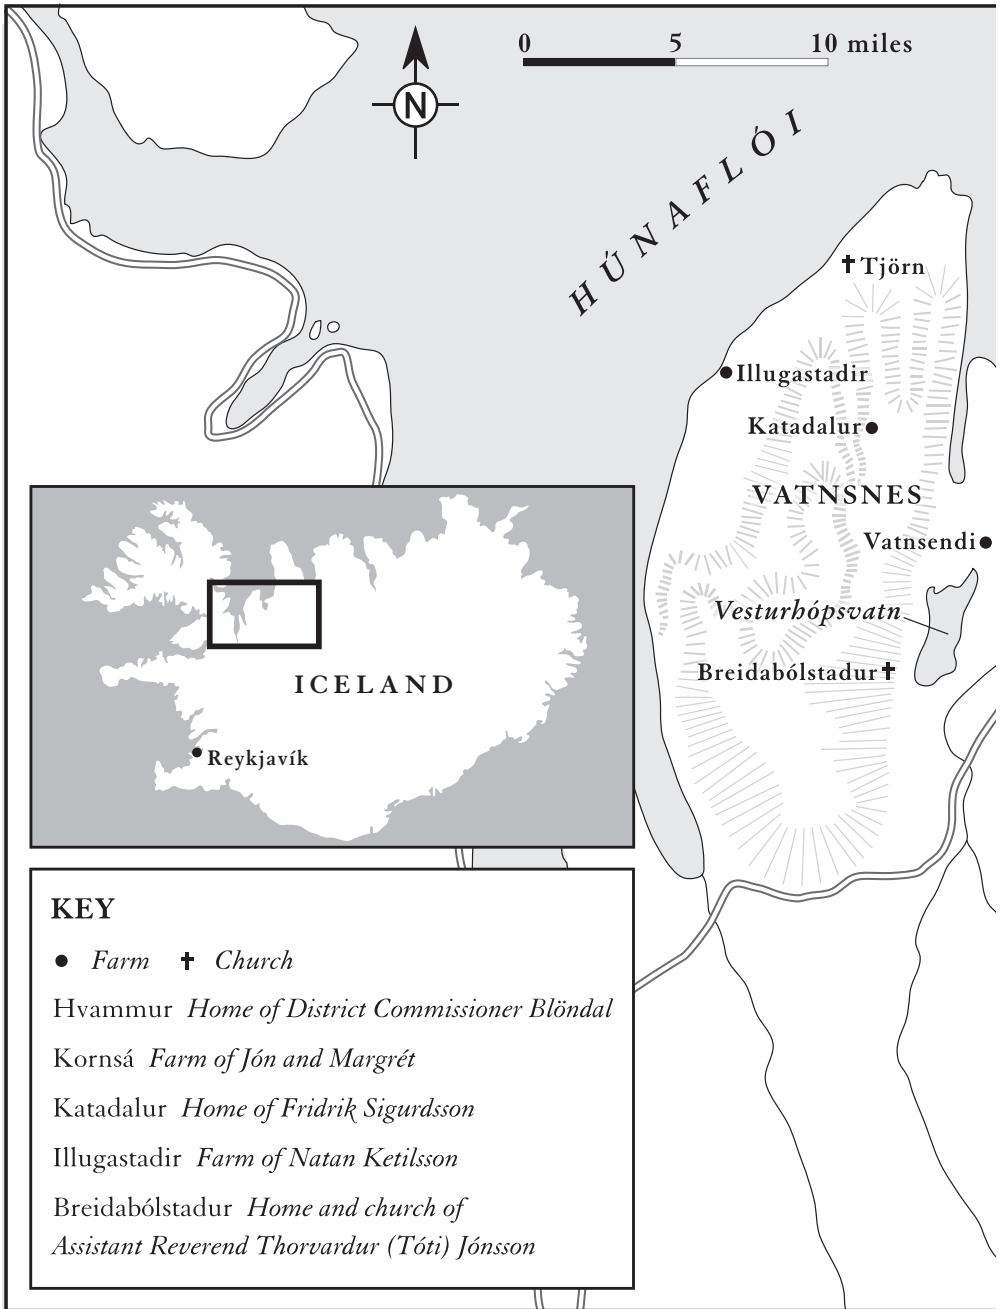 0 5 10 miles
N
HÚNAFLÓI
Tjörn
Illugastadir
Katadalur
VATNSNES
Vatnsendi
Vesturhópsvatn
Breidabólstadur
ICELAND
Reykjavík
KEY
Farm Church
Hvammur Home of District Commissioner Blöndal
Kornsá Farm of Jón and Margrét
Katadalur Home of Fridrik Sigurdsson
Illugastadir Farm of Natan Ketilsson
Breidabólstadur Home and church of
Assistant Reverend Thorvardur (Tóti) Jónsson